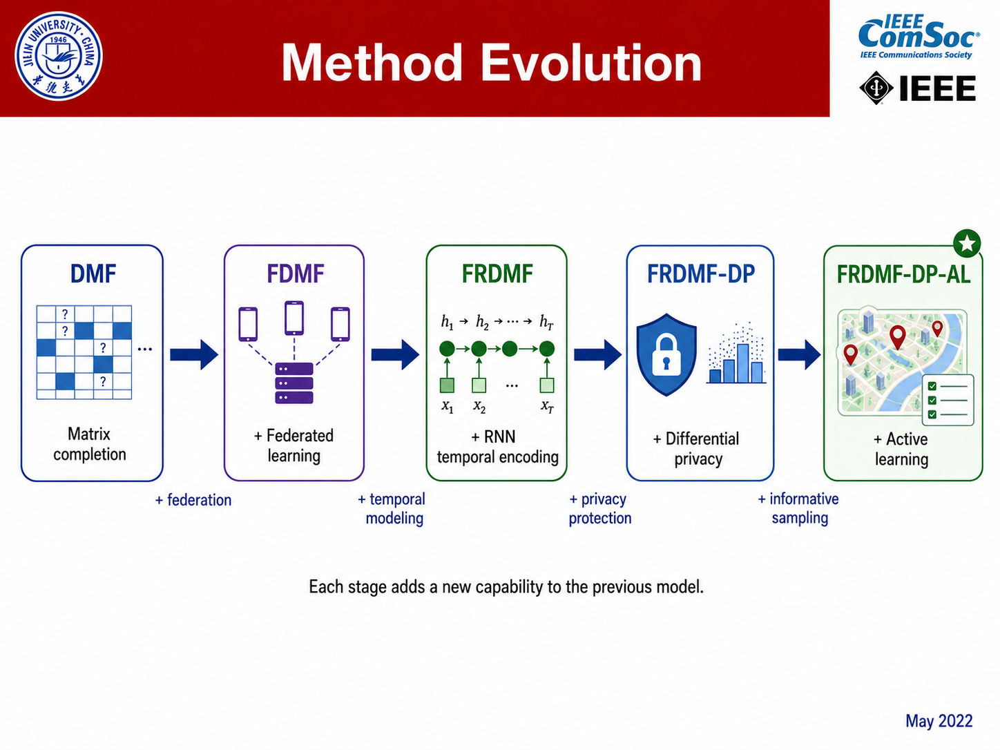 JILIN UNIVERSITY · CHINA
1946
Method Evolution
IEEE
ComSoc®
IEEE Communications Society
IEEE
DMF
?
?
?
?
...
Matrix
completion
FDMF
+ Federated
learning
FRDMF
h₁ → h₂ → ··· → h_T
...
x₁ x₂ x_T
+ RNN
temporal encoding
FRDMF-DP
+ Differential
privacy
FRDMF-DP-AL
+ Active
learning
+ federation
+ temporal
modeling
+ privacy
protection
+ informative
sampling
Each stage adds a new capability to the previous model.
May 2022